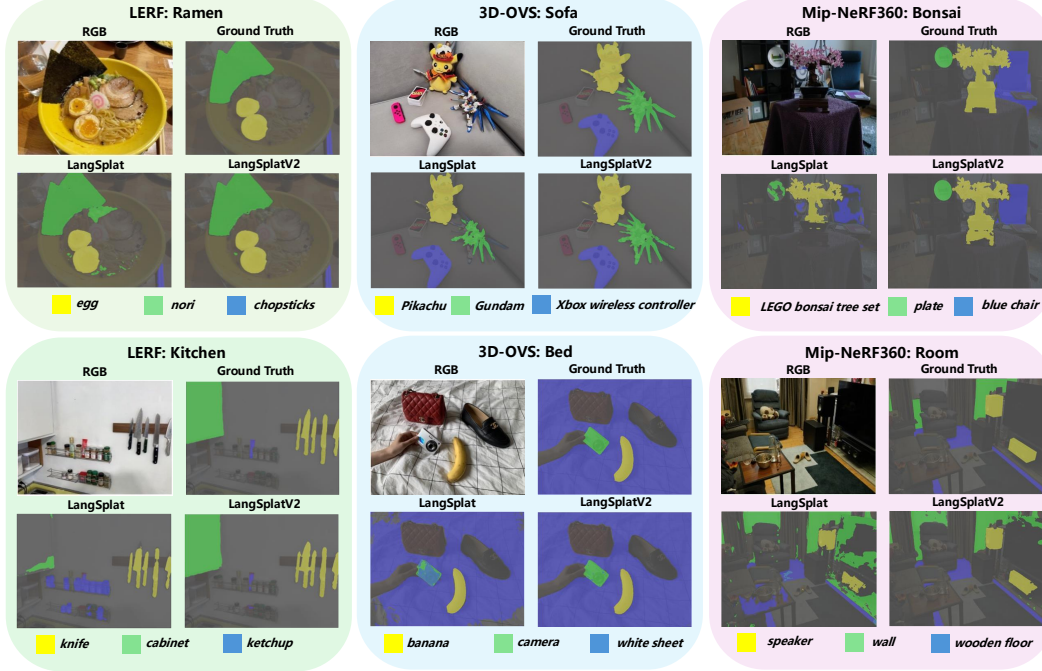 LERF: Ramen
RGB
Ground Truth
LangSplat
LangSplatV2
egg
nori
chopsticks
3D-OVS: Sofa
RGB
Ground Truth
LangSplat
LangSplatV2
Pikachu
Gundam
Xbox wireless controller
Mip-NeRF360: Bonsai
RGB
Ground Truth
LangSplat
LangSplatV2
LEGO bonsai tree set
plate
blue chair
LERF: Kitchen
RGB
Ground Truth
LangSplat
LangSplatV2
knife
cabinet
ketchup
3D-OVS: Bed
RGB
Ground Truth
LangSplat
LangSplatV2
banana
camera
white sheet
Mip-NeRF360: Room
RGB
Ground Truth
LangSplat
LangSplatV2
speaker
wall
wooden floor